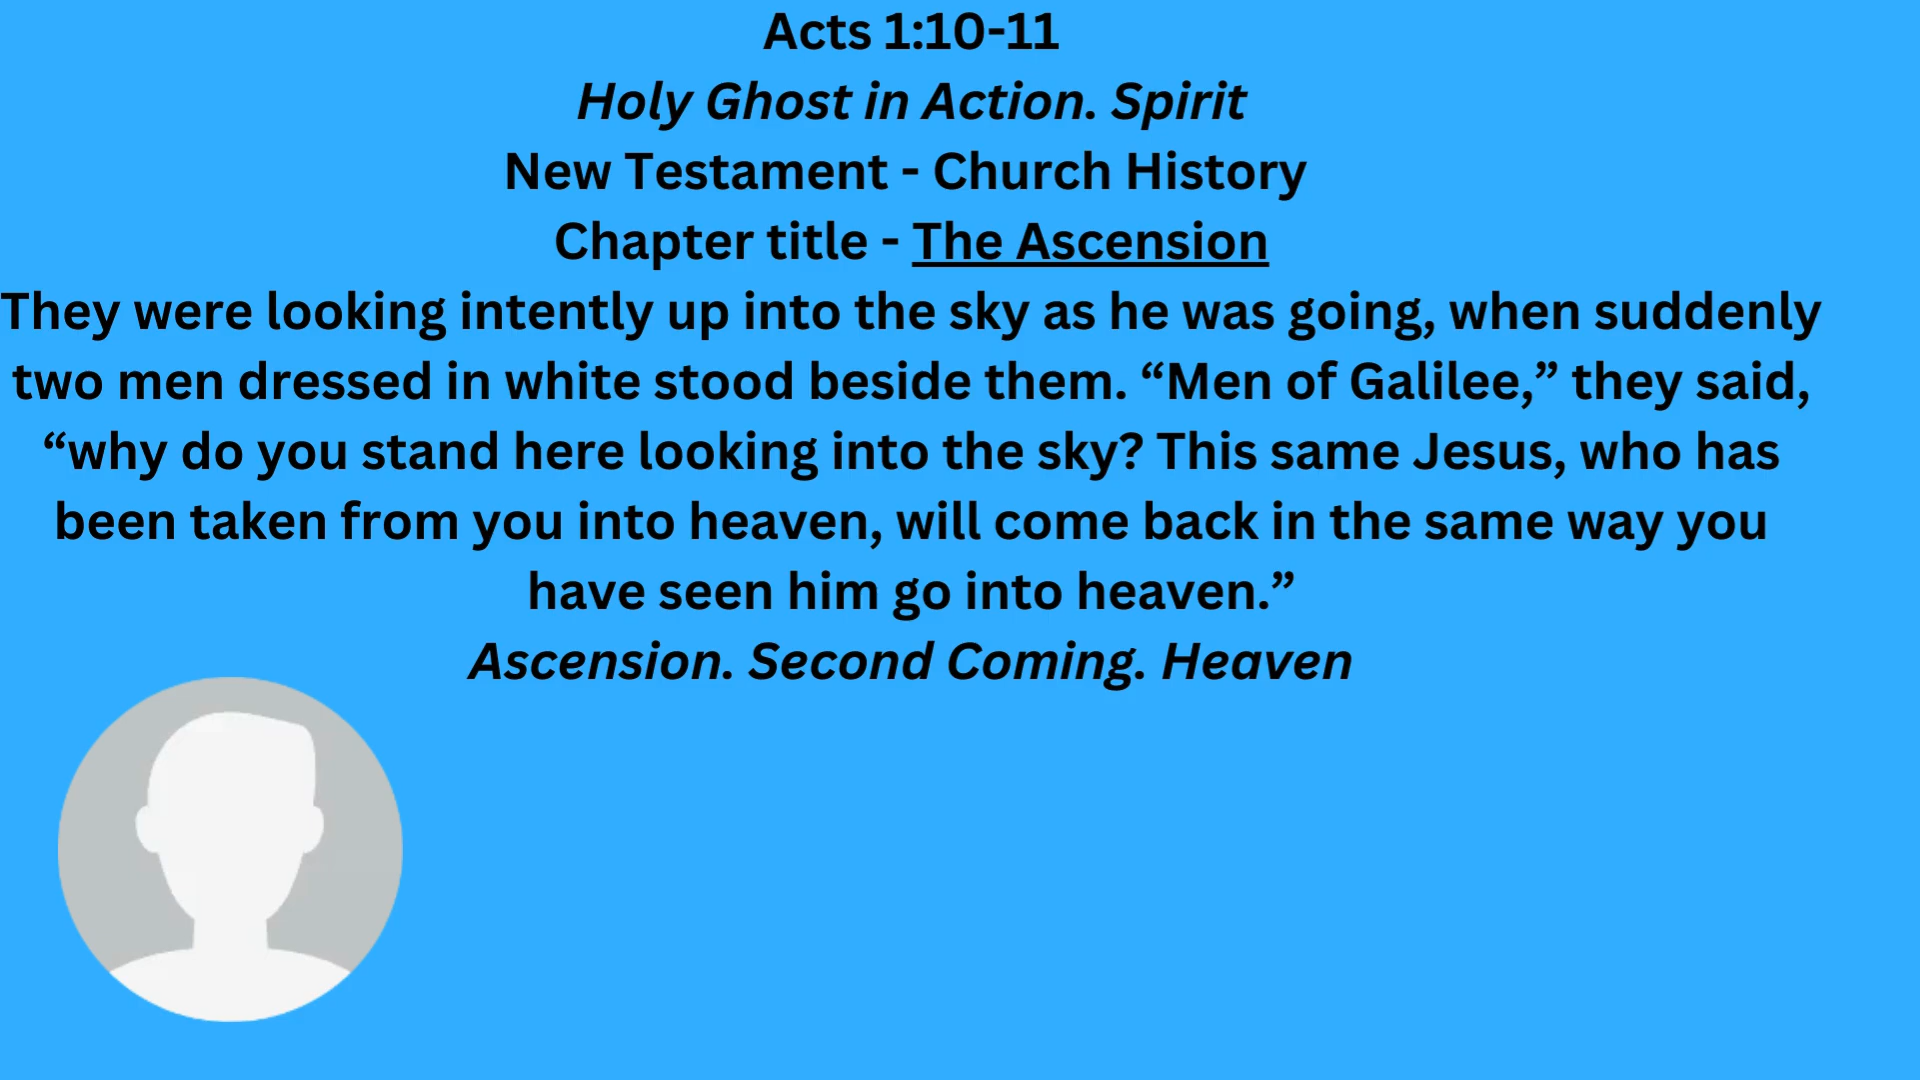 Acts 1:10-11
Holy Ghost in Action. Spirit
New Testament - Church History
Chapter title - The Ascension
They were looking intently up into the sky as he was going, when suddenly
two men dressed in white stood beside them. “Men of Galilee,” they said,
“why do you stand here looking into the sky? This same Jesus, who has
been taken from you into heaven, will come back in the same way you
have seen him go into heaven.”
Ascension. Second Coming. Heaven